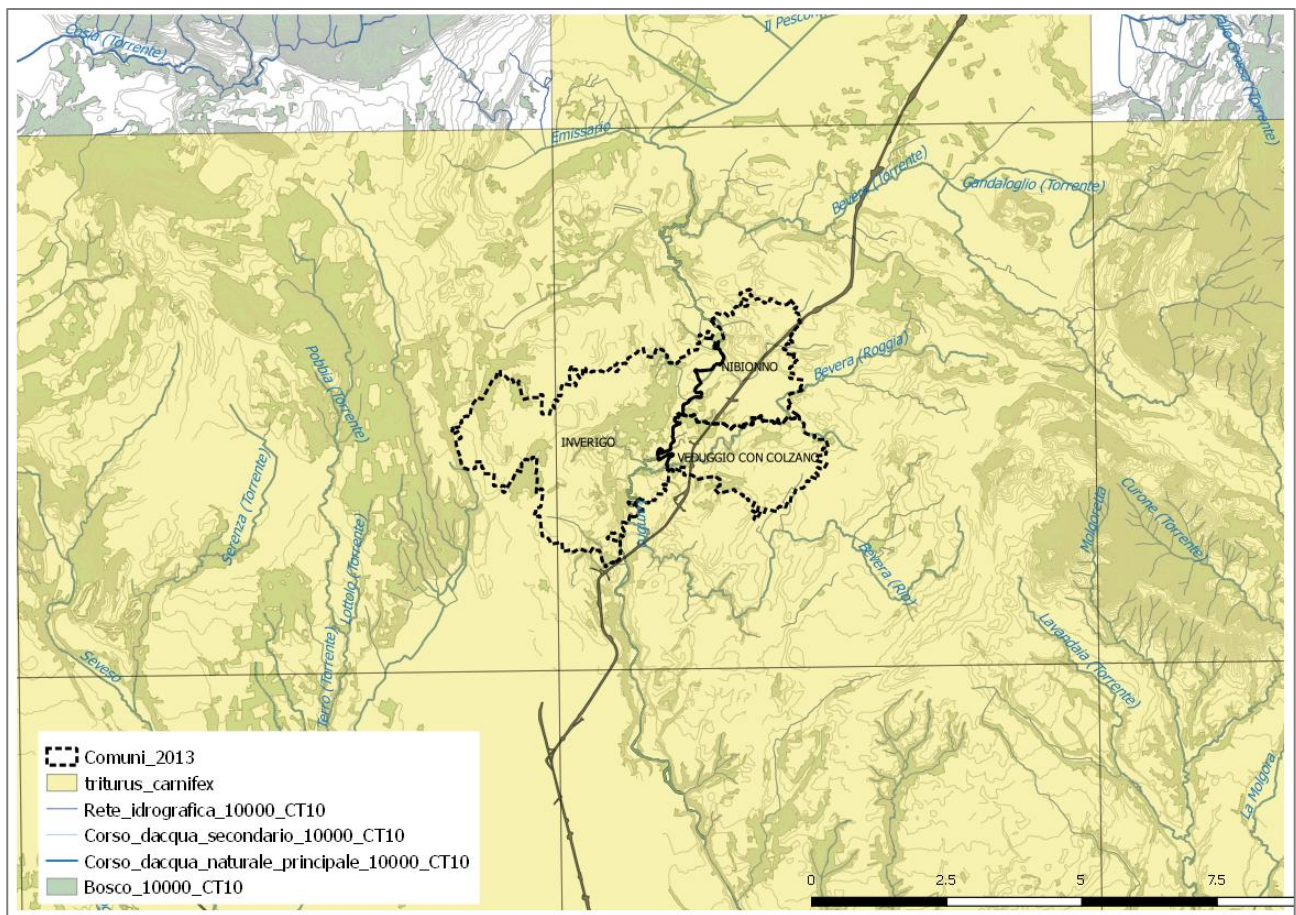 Cosia (Torrente)
Il Pescone
Emissario
Bevera (Torrente)
Gandaloglio (Torrente)
Pobbia (Torrente)
NIBIONNO
Bevera (Roggia)
INVERIGO
VEDUGGIO CON COLZANO
Serenza (Torrente)
Lottolo (Torrente)
Molgoretta
Curone (Torrente)
Bevera (Rio)
Lavandaia (Torrente)
Seveso
Terro (Torrente)
La Molgora
Comuni_2013
triturus_carnifex
Rete_idrografica_10000_CT10
Corso_dacqua_secondario_10000_CT10
Corso_dacqua_naturale_principale_10000_CT10
Bosco_10000_CT10
0 2.5 5 7.5